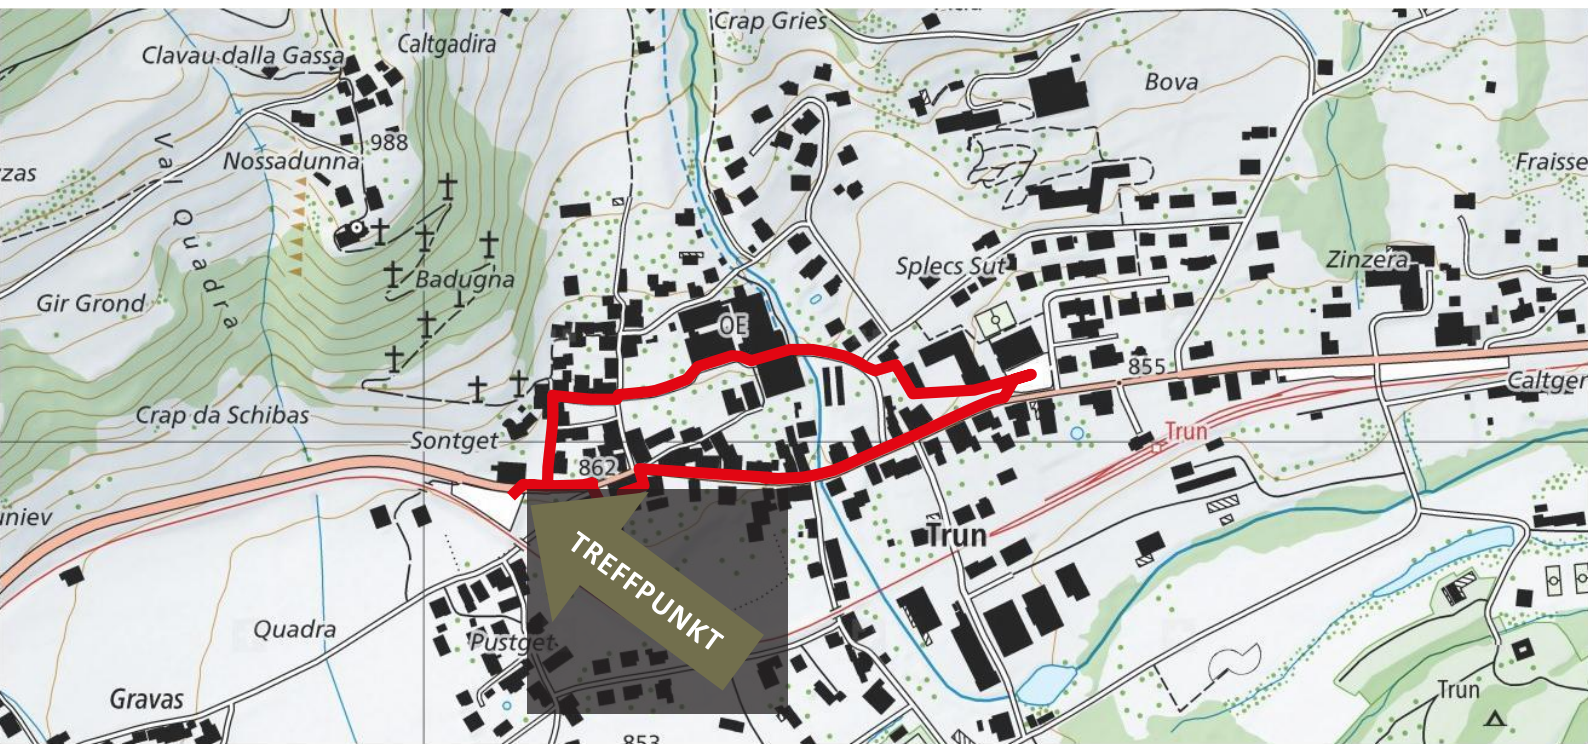 Crap Gries
Clavau dalla Gassa
Caltgadira
Bova
988
Val Quadra
Nossadunna
Fraisse
zas
Splecs Sut
Zinzera
Badugna
Gir Grond
OE
855
Caltger
Crap da Schibas
Sontget
Trun
862
niev
Trun
TREFFPUNKT
Quadra
Pustget
Gravas
Trun
853